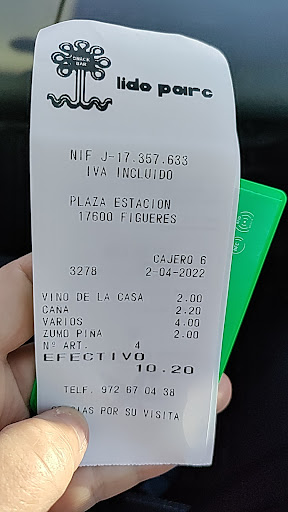 SNACK
BAR
lido parc
NIF J-17.357.633
IVA INCLUIDO
PLAZA ESTACION
17600 FIGUERES
CAJERO 6
3278 2-04-2022
VINO DE LA CASA 2.00
CAÑA 2.20
VARIOS 4.00
ZUMO PIÑA 2.00
Nº ART. 4
EFECTIVO
10.20
TELF. 972 67 04 38
POR SU VISITA